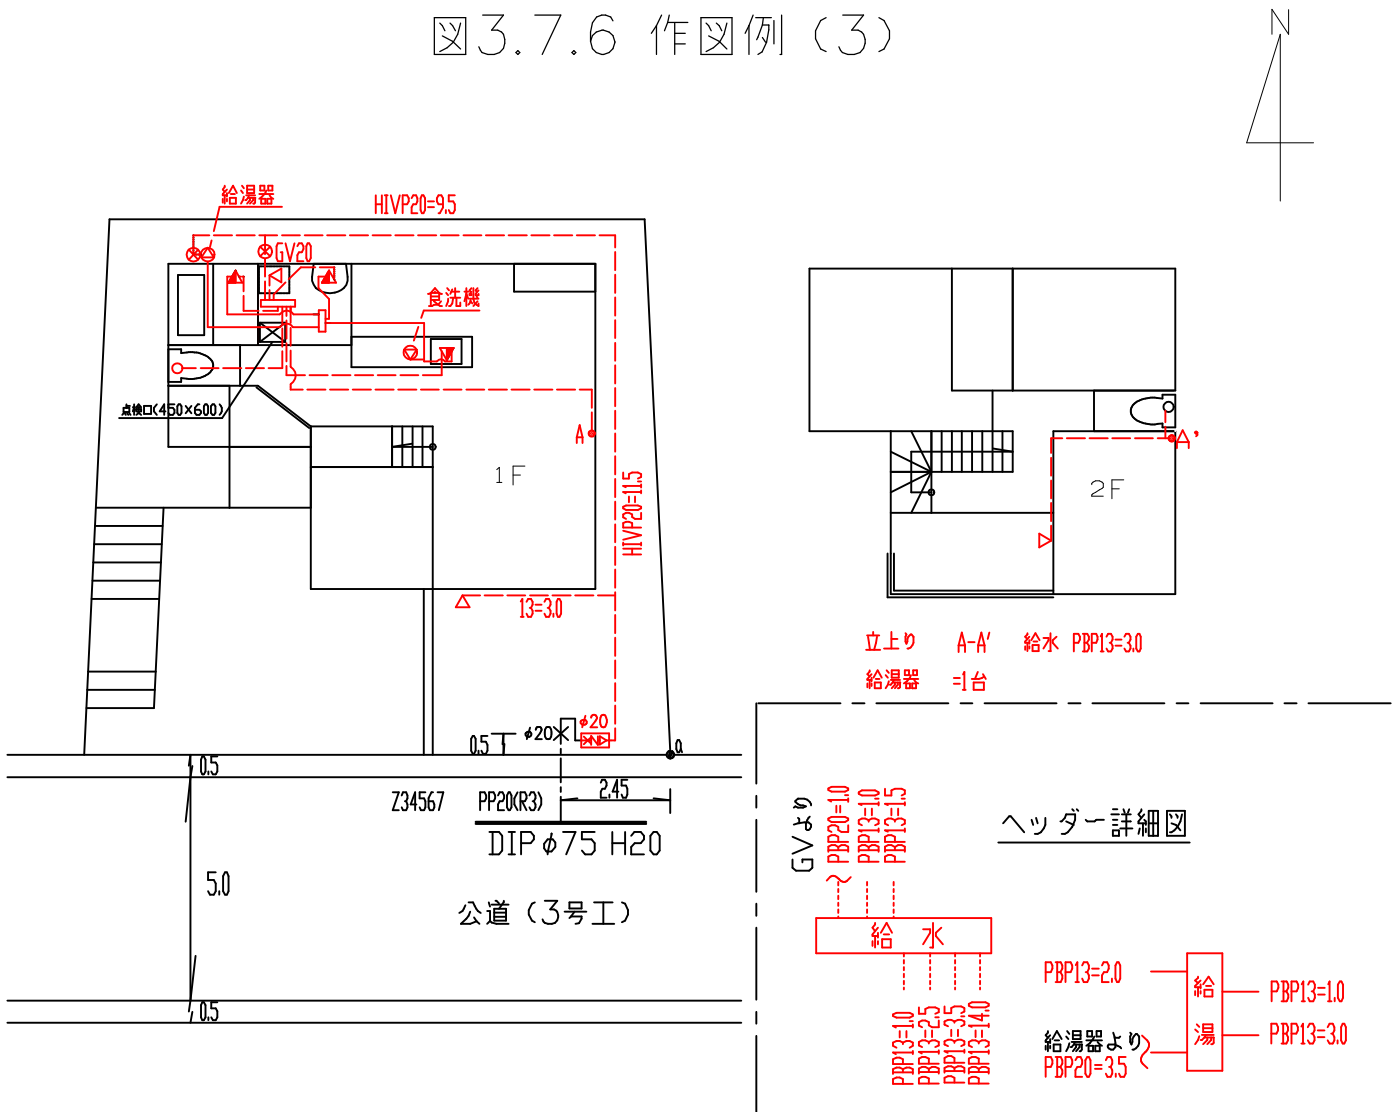 図3.7.6 作図例（3）
N
給湯器
HIVP20=9.5
GV20
食洗機
点検口(450×600)
A
1F
HIVP20=11.5
13=3.0
A'
2F
立上り A-A' 給水 PBP13=3.0
給湯器 =1台
φ20
φ20
0.5
α
0.5
Z34567 PP20(R3)
2.45
DIPφ75 H20
5.0
公道（3号工）
0.5
ヘッダー詳細図
GVより
PBP20=1.0
PBP13=1.0
PBP13=1.5
給 水
PBP13=1.0
PBP13=2.5
PBP13=3.5
PBP13=14.0
PBP13=2.0
給湯
PBP13=1.0
PBP13=3.0
給湯器より
PBP20=3.5